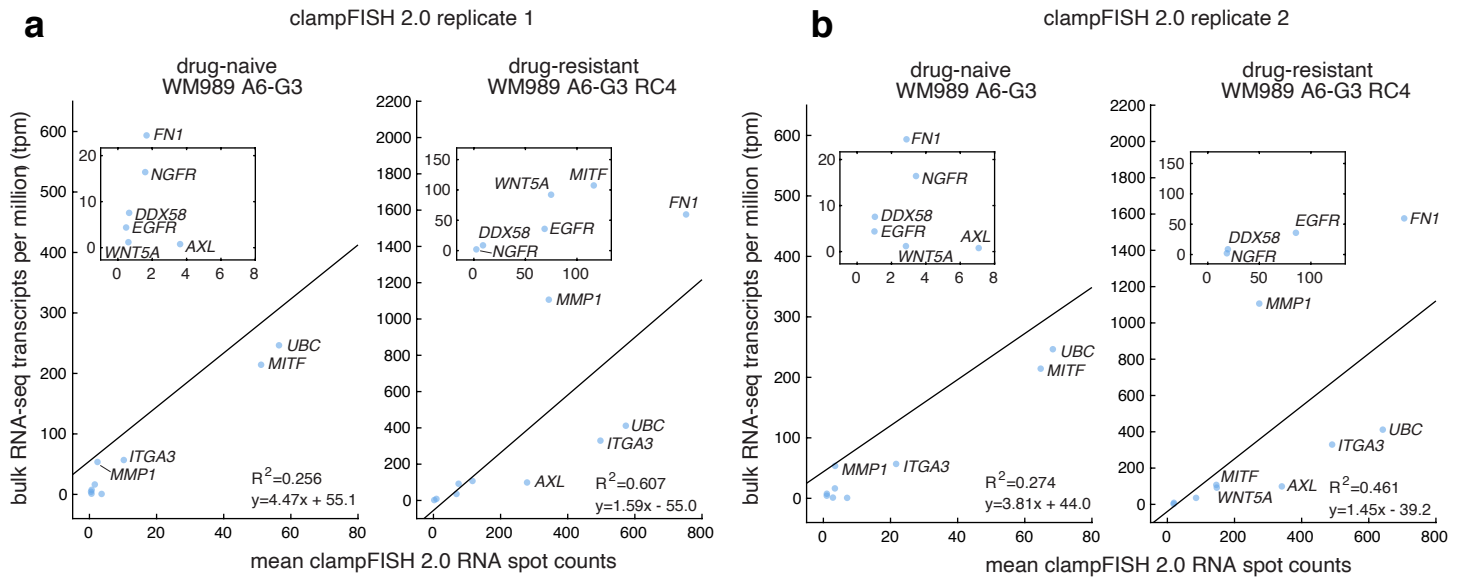 a
clampFISH 2.0 replicate 1
drug-naive
WM989 A6-G3
bulk RNA-seq transcripts per million (tpm)
600
500
400
300
200
100
0
0
20
40
60
80
FN1
20
10
0
0
2
4
6
8
NGFR
DDX58
EGFR
WNT5A
AXL
UBC
MITF
ITGA3
MMP1
R²=0.256
y=4.47x + 55.1
drug-resistant
WM989 A6-G3 RC4
2200
2000
1800
1600
1400
1200
1000
800
600
400
200
0
0
200
400
600
800
150
100
50
0
0
50
100
WNT5A
MITF
DDX58
EGFR
NGFR
FN1
MMP1
UBC
ITGA3
AXL
R²=0.607
y=1.59x - 55.0
mean clampFISH 2.0 RNA spot counts
b
clampFISH 2.0 replicate 2
drug-naive
WM989 A6-G3
bulk RNA-seq transcripts per million (tpm)
600
500
400
300
200
100
0
0
20
40
60
80
FN1
20
10
0
0
2
4
6
8
NGFR
DDX58
EGFR
AXL
WNT5A
UBC
MITF
MMP1
ITGA3
R²=0.274
y=3.81x + 44.0
drug-resistant
WM989 A6-G3 RC4
2200
2000
1800
1600
1400
1200
1000
800
600
400
200
0
0
200
400
600
800
150
100
50
0
0
50
100
EGFR
DDX58
NGFR
FN1
MMP1
UBC
ITGA3
MITF
WNT5A
AXL
R²=0.461
y=1.45x - 39.2
mean clampFISH 2.0 RNA spot counts